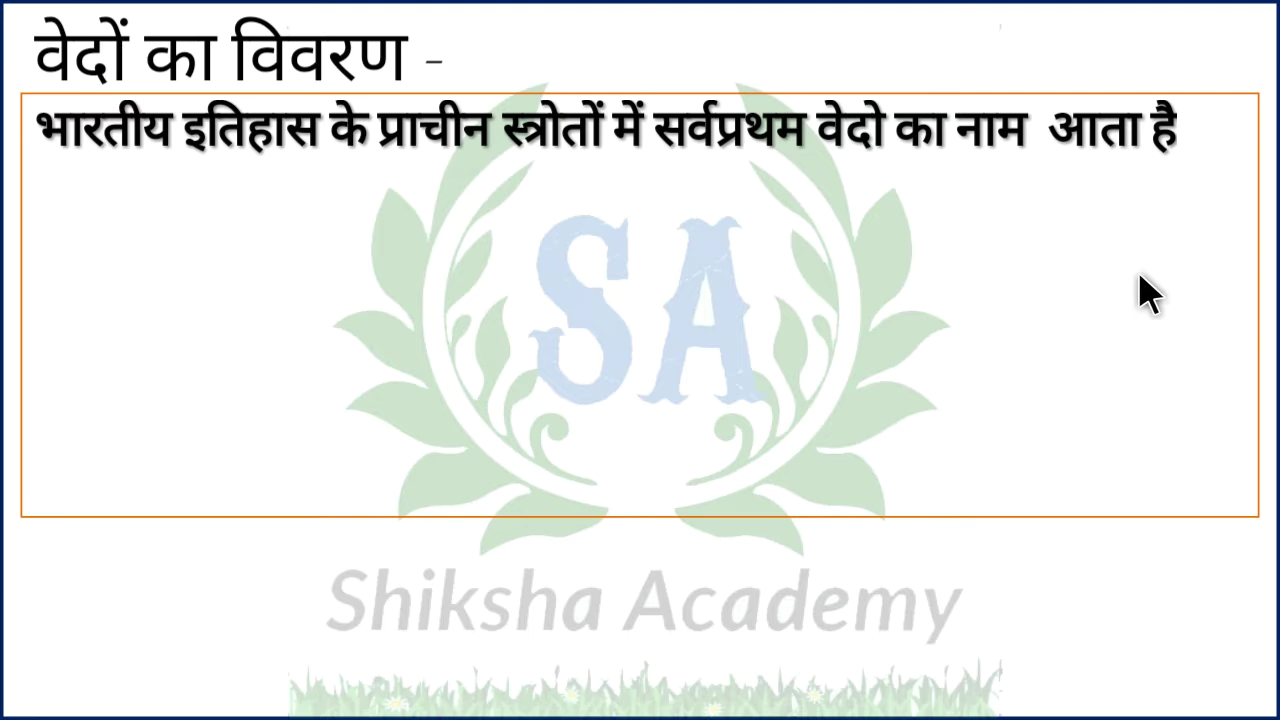 वेदों का विवरण -
भारतीय इतिहास के प्राचीन स्त्रोतों में सर्वप्रथम वेदो का नाम आता है
SA
Shiksha Academy